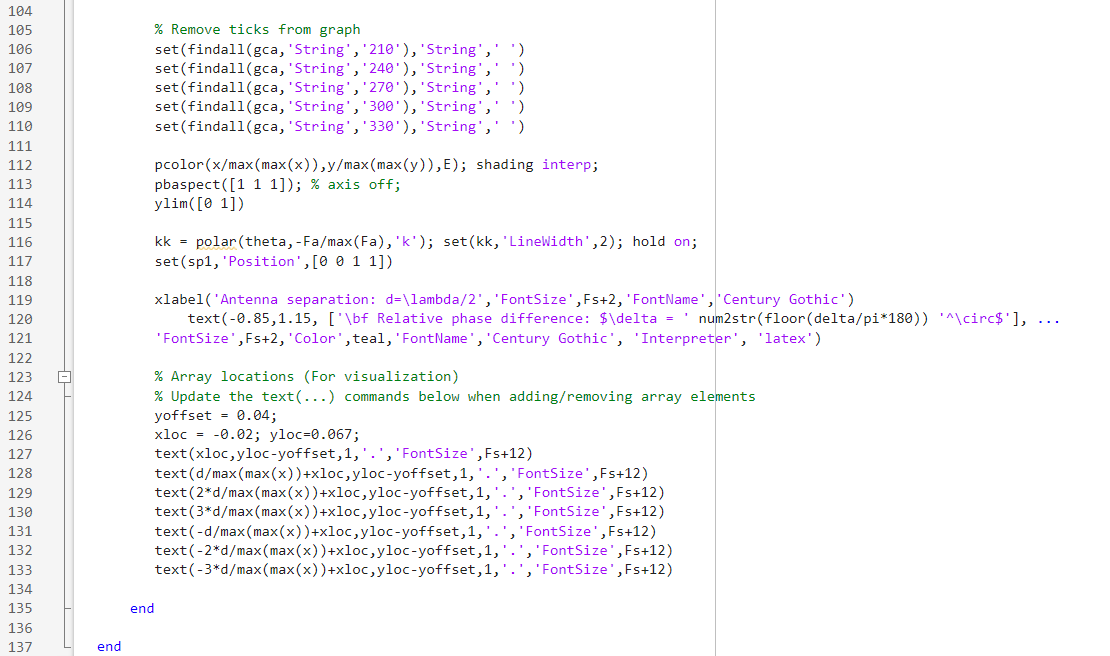 104
105 % Remove ticks from graph
106 set(findall(gca,'String','210'),'String',' ')
107 set(findall(gca,'String','240'),'String',' ')
108 set(findall(gca,'String','270'),'String',' ')
109 set(findall(gca,'String','300'),'String',' ')
110 set(findall(gca,'String','330'),'String',' ')
111
112 pcolor(x/max(max(x)),y/max(max(y)),E); shading interp;
113 pbaspect([1 1 1]); % axis off;
114 ylim([0 1])
115
116 kk = polar(theta,-Fa/max(Fa),'k'); set(kk,'LineWidth',2); hold on;
117 set(sp1,'Position',[0 0 1 1])
118
119 xlabel('Antenna separation: d=\lambda/2','FontSize',Fs+2,'FontName','Century Gothic')
120 text(-0.85,1.15, ['\bf Relative phase difference: $\delta = ' num2str(floor(delta/pi*180)) '^\circ$'], ...
121 'FontSize',Fs+2,'Color',teal,'FontName','Century Gothic', 'Interpreter', 'latex')
122
123 % Array locations (For visualization)
124 % Update the text(...) commands below when adding/removing array elements
125 yoffset = 0.04;
126 xloc = -0.02; yloc=0.067;
127 text(xloc,yloc-yoffset,1,'.','FontSize',Fs+12)
128 text(d/max(max(x))+xloc,yloc-yoffset,1,'.','FontSize',Fs+12)
129 text(2*d/max(max(x))+xloc,yloc-yoffset,1,'.','FontSize',Fs+12)
130 text(3*d/max(max(x))+xloc,yloc-yoffset,1,'.','FontSize',Fs+12)
131 text(-d/max(max(x))+xloc,yloc-yoffset,1,'.','FontSize',Fs+12)
132 text(-2*d/max(max(x))+xloc,yloc-yoffset,1,'.','FontSize',Fs+12)
133 text(-3*d/max(max(x))+xloc,yloc-yoffset,1,'.','FontSize',Fs+12)
134
135 end
136
137 end